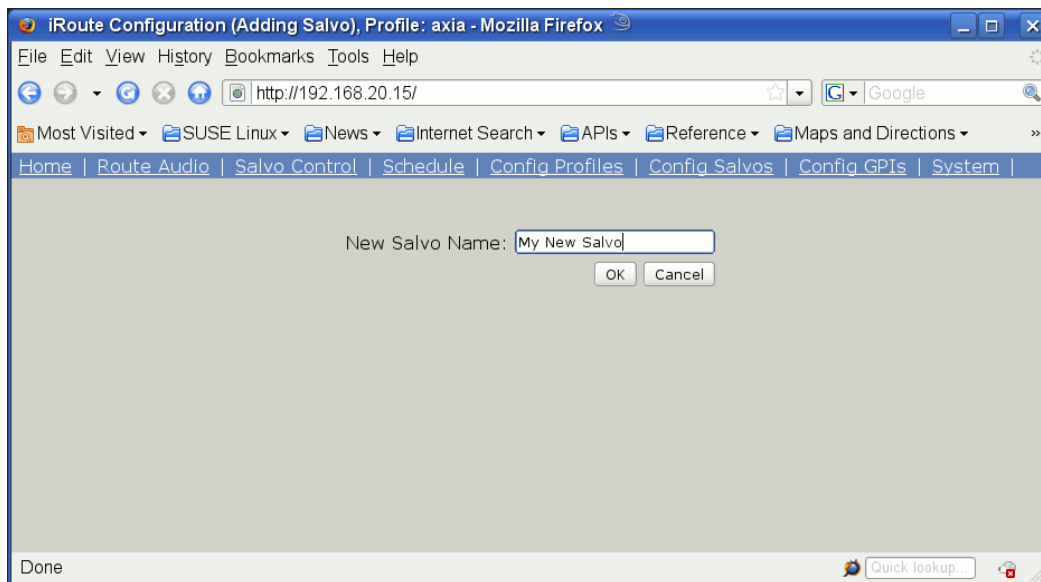 iRoute Configuration (Adding Salvo), Profile: axia - Mozilla Firefox
File Edit View History Bookmarks Tools Help
http://192.168.20.15/ G Google
Most Visited SUSE Linux News Internet Search APIs Reference Maps and Directions »
Home | Route Audio | Salvo Control | Schedule | Config Profiles | Config Salvos | Config GPIs | System |
New Salvo Name: My New Salvo
OK Cancel
Done Quick lookup...